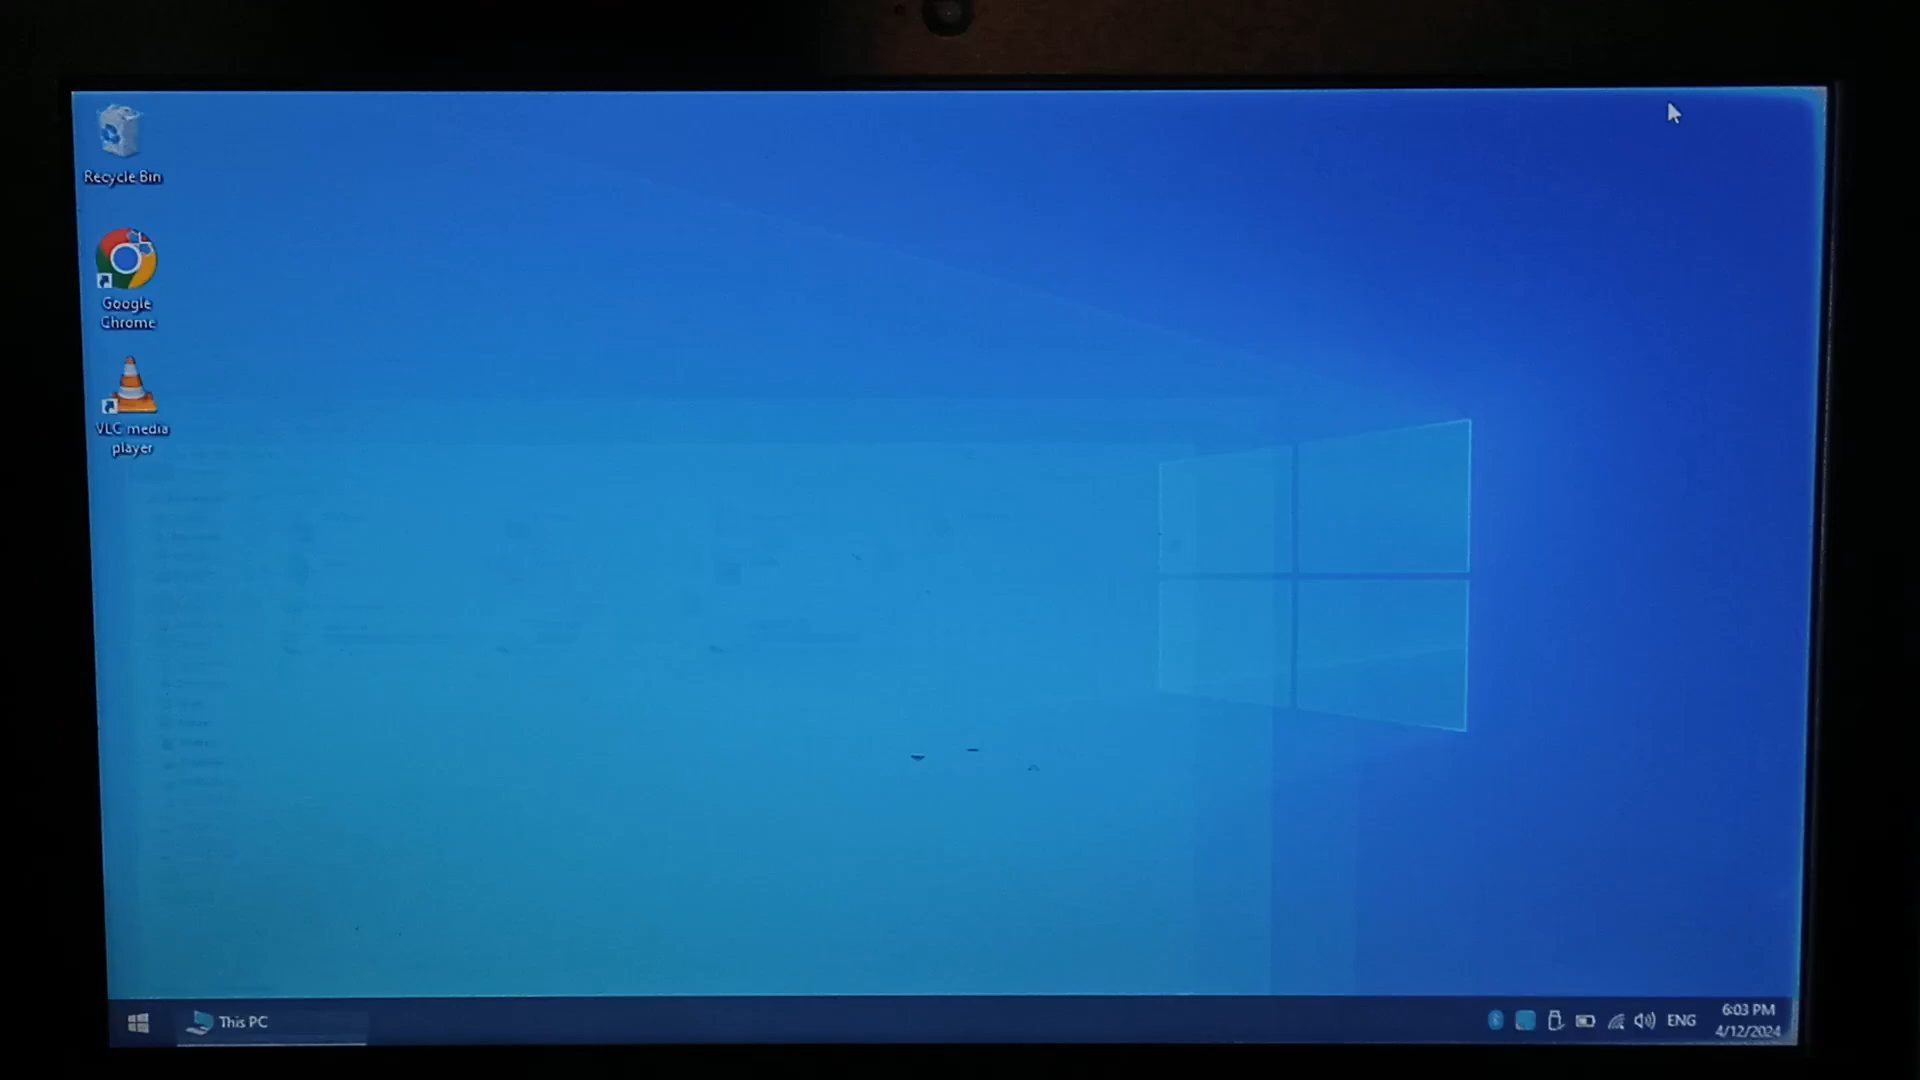 Recycle Bin
Google
Chrome
VLC media
player
This PC
ENG
6:03 PM
4/12/2024